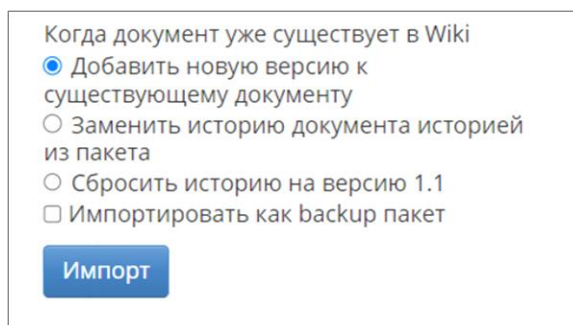 Когда документ уже существует в Wiki
Добавить новую версию к
существующему документу
Заменить историю документа историей
из пакета
Сбросить историю на версию 1.1
Импортировать как backup пакет
Импорт